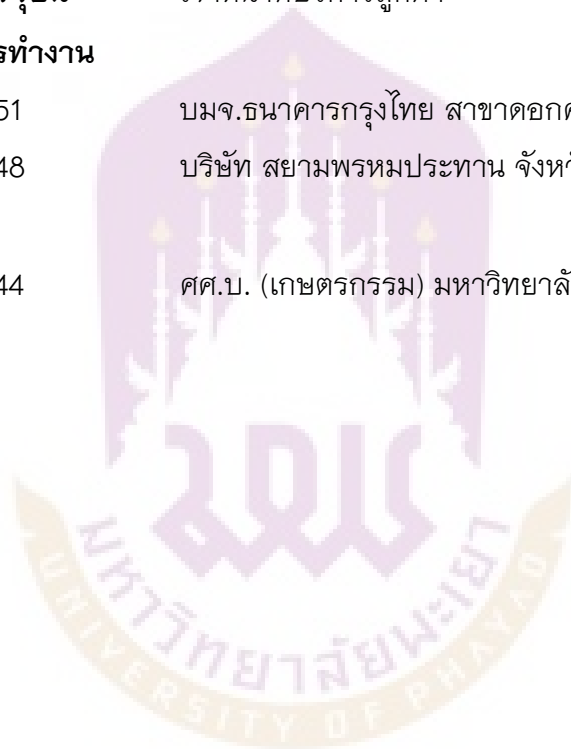 รทำงาน
51 บมจ.ธนาคารกรุงไทย สาขาดอกค
48 บริษัท สยามพรหมประทาน จังหวั
44 ศศ.บ. (เกษตรกรรม) มหาวิทยาลั
มพย
มหาวิทยาลัยพะเยา
UNIVERSITY OF PHAYAO